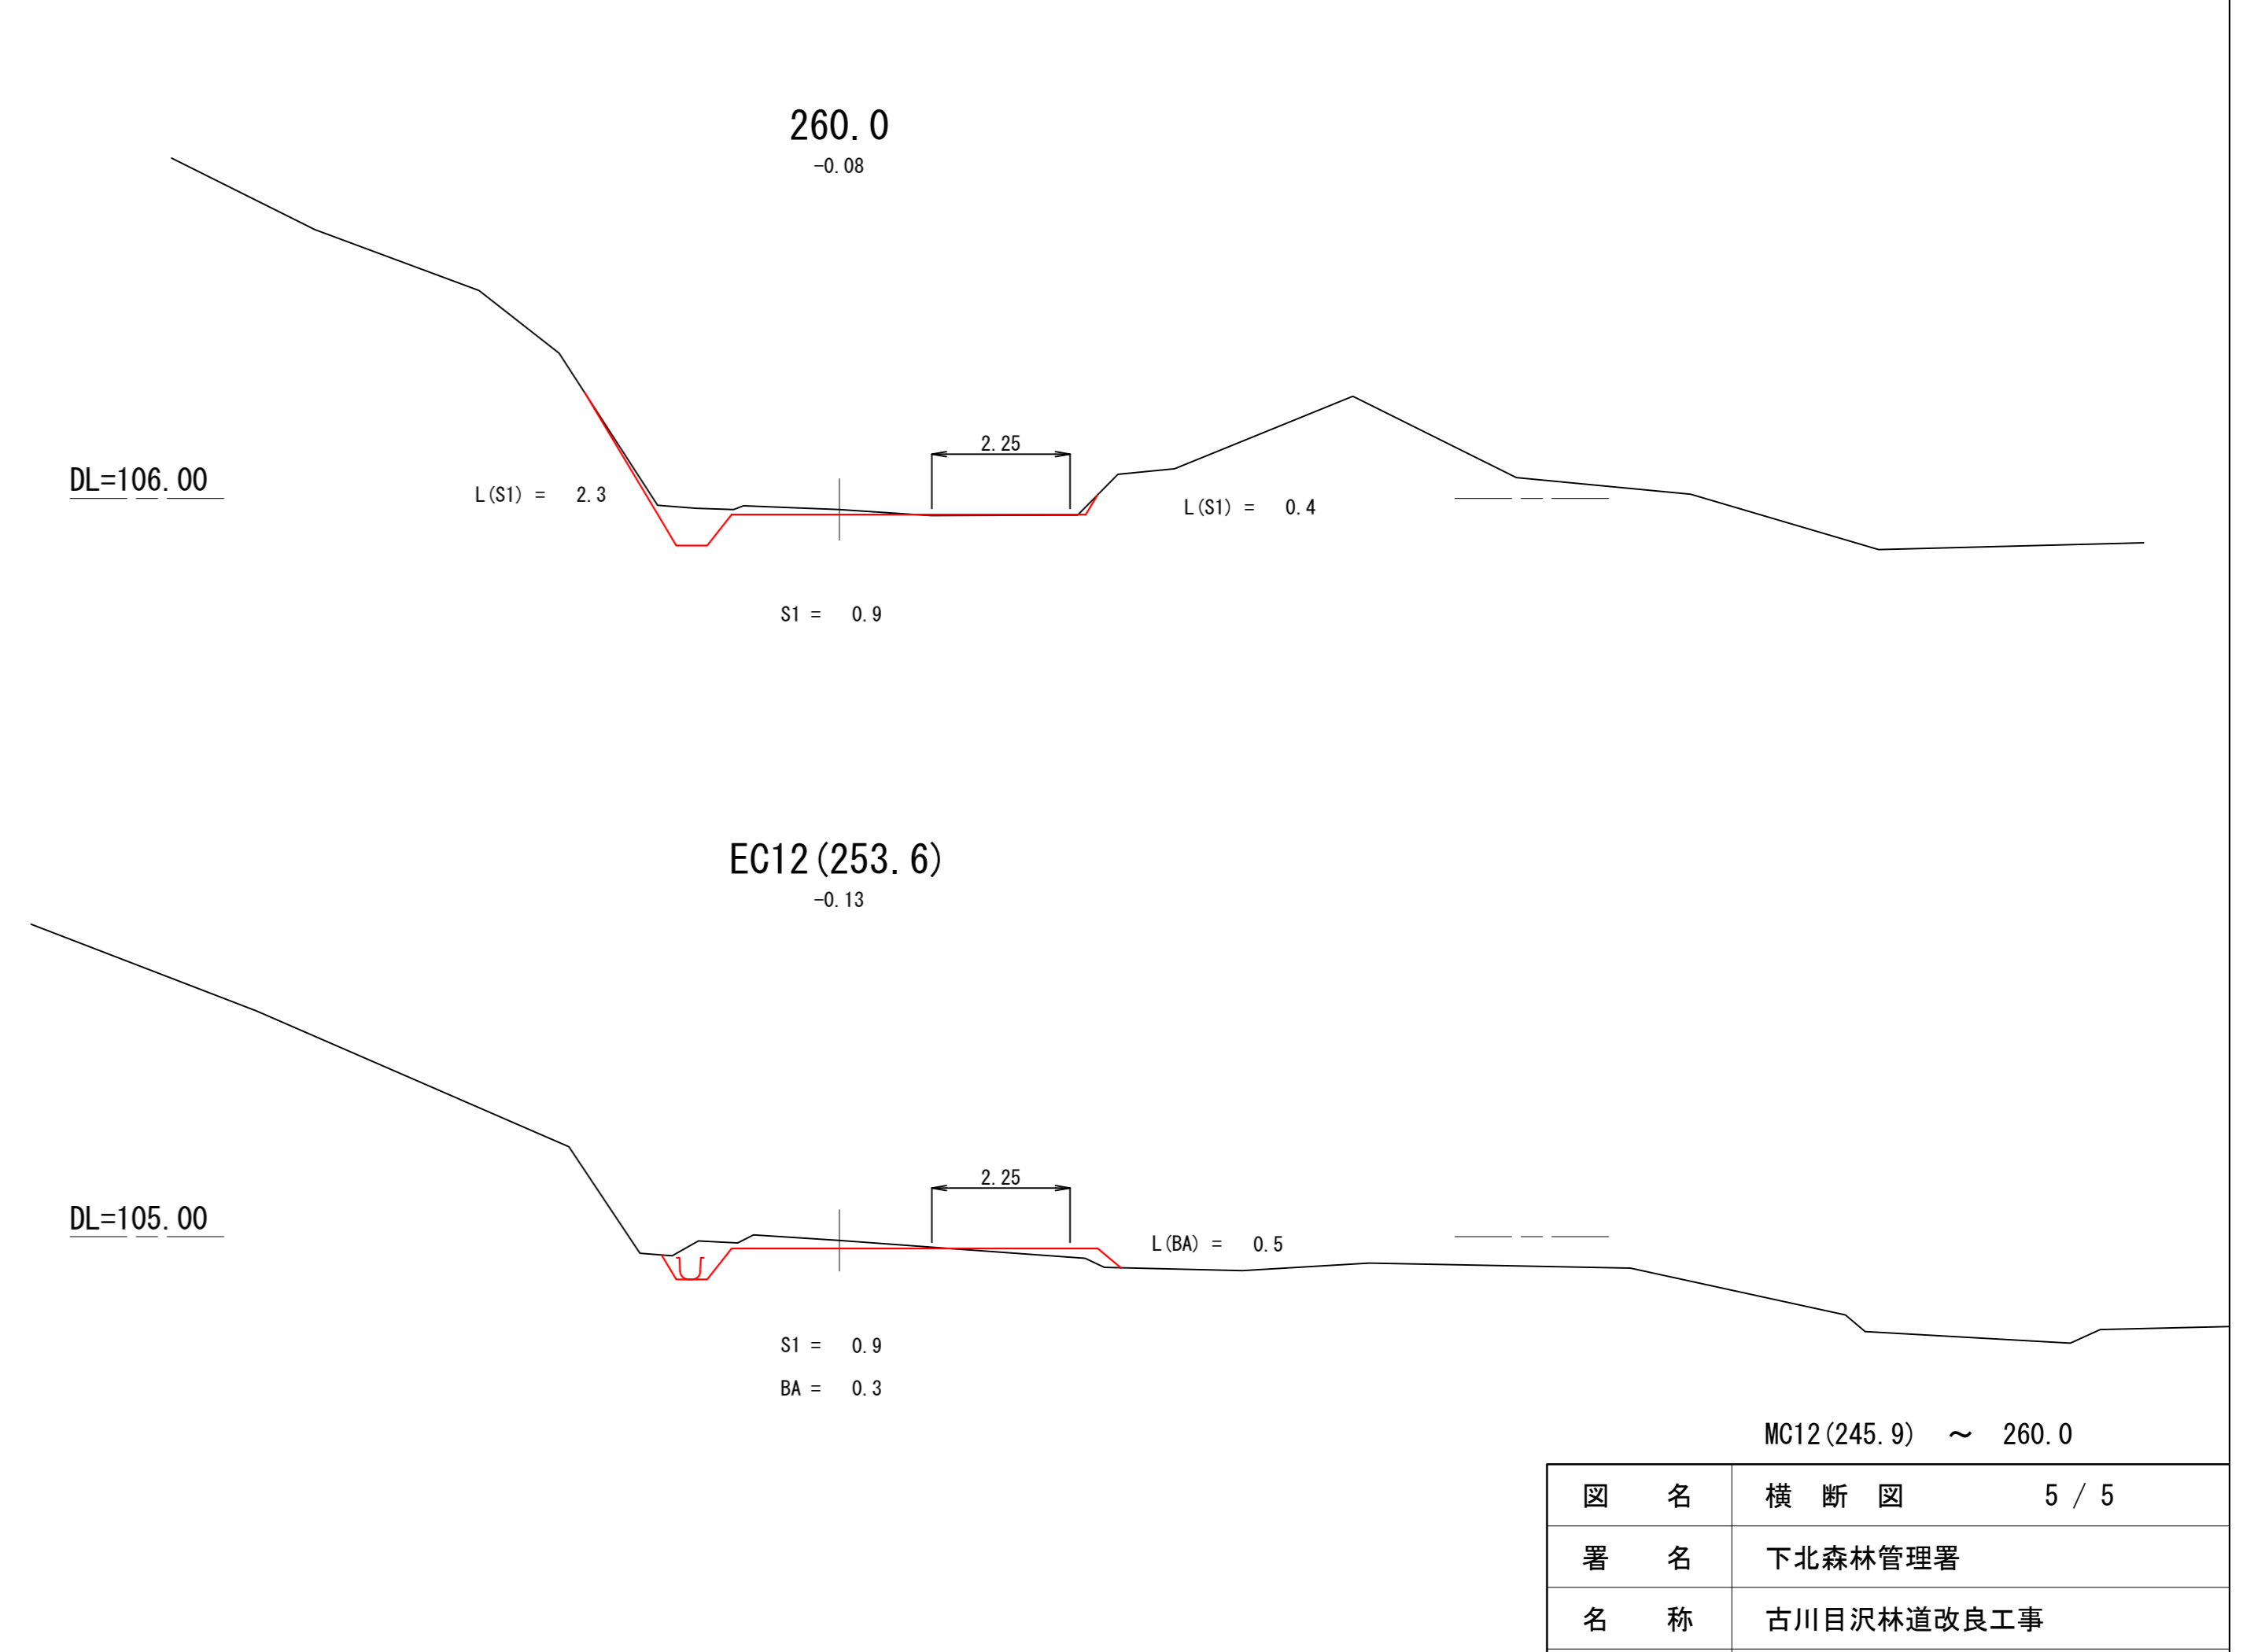 260.0
-0.08
2.25
DL=106.00
L(S1) = 2.3
L(S1) = 0.4
S1 = 0.9
EC12(253.6)
-0.13
2.25
DL=105.00
L(BA) = 0.5
S1 = 0.9
BA = 0.3
MC12(245.9) ～ 260.0
図 名 横 断 図 5 / 5
署 名 下北森林管理署
名 称 古川目沢林道改良工事